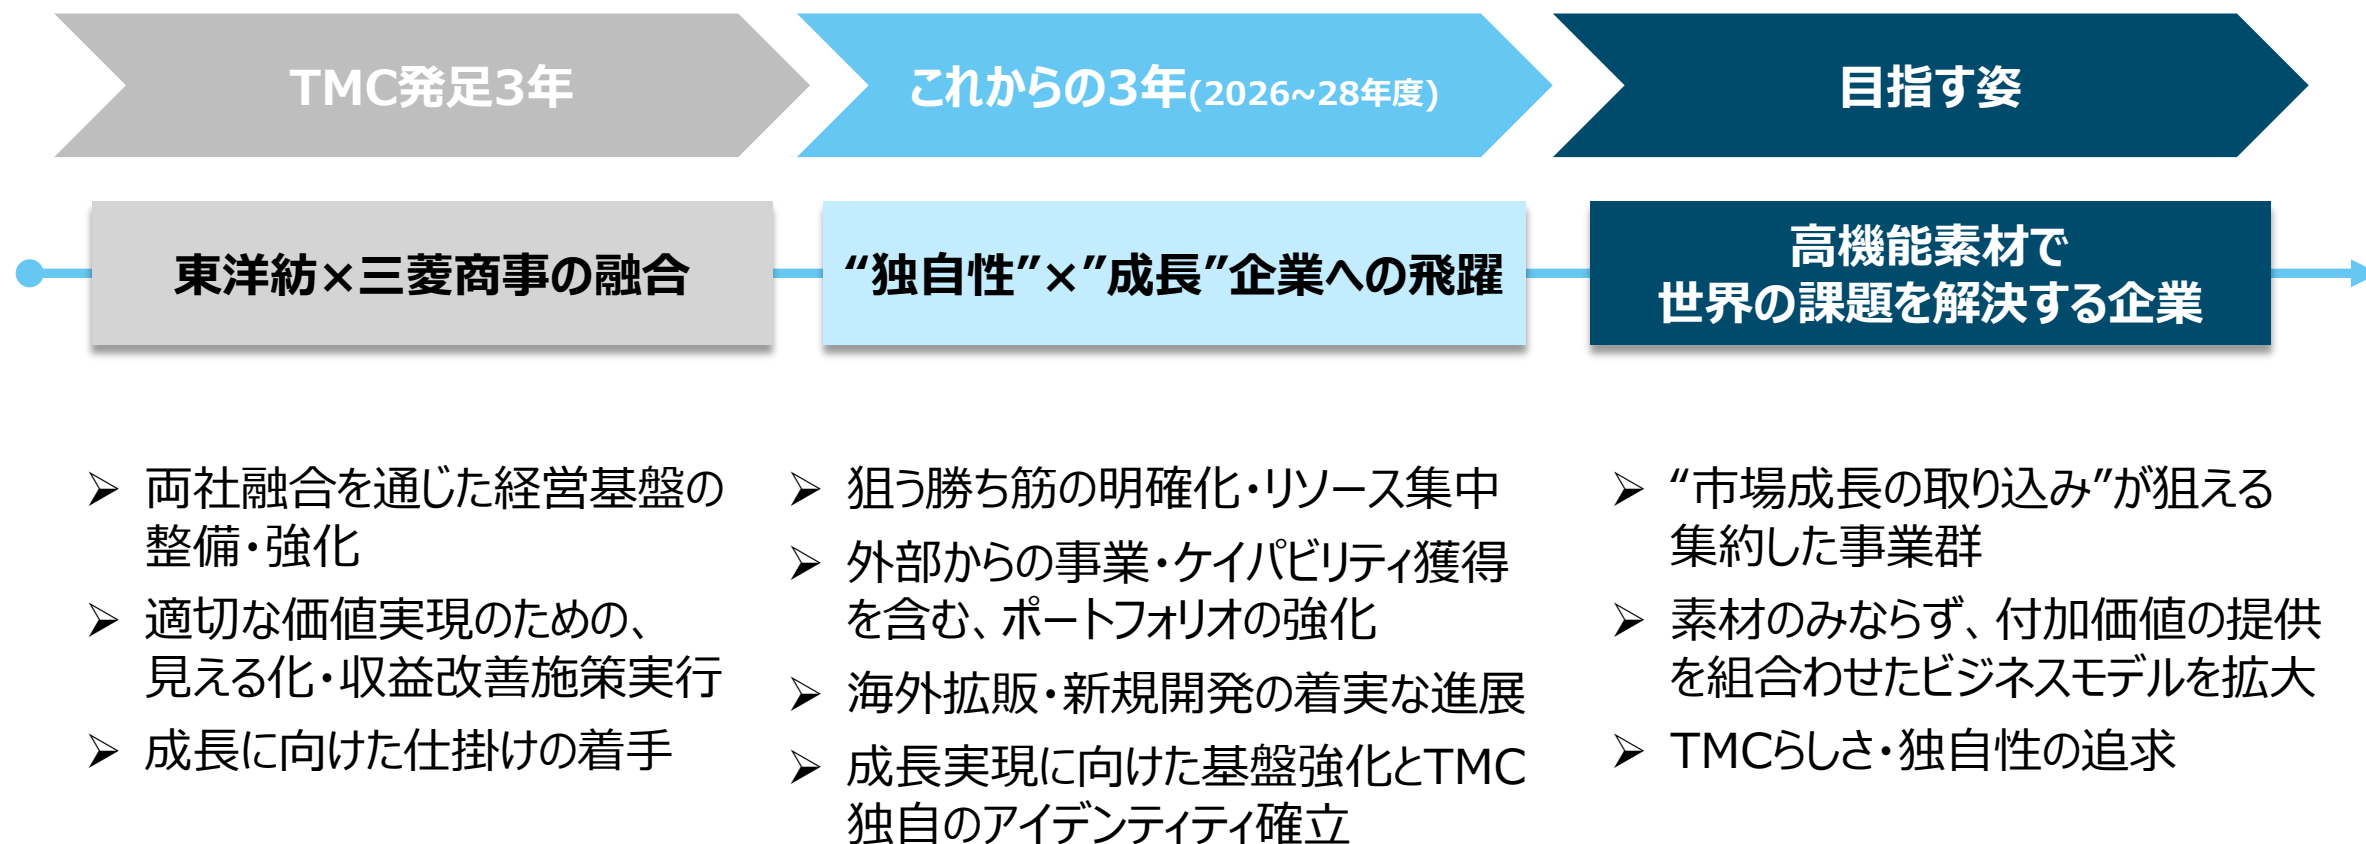 TMC発足3年
これからの3年(2026~28年度)
目指す姿
東洋紡×三菱商事の融合
“独自性”×”成長”企業への飛躍
高機能素材で
世界の課題を解決する企業
➢ 両社融合を通じた経営基盤の
整備・強化
➢ 適切な価値実現のための、
見える化・収益改善施策実行
➢ 成長に向けた仕掛けの着手
➢ 狙う勝ち筋の明確化・リソース集中
➢ 外部からの事業・ケイパビリティ獲得
を含む、ポートフォリオの強化
➢ 海外拡販・新規開発の着実な進展
➢ 成長実現に向けた基盤強化とTMC
独自のアイデンティティ確立
➢ “市場成長の取り込み”が狙える
集約した事業群
➢ 素材のみならず、付加価値の提供
を組合わせたビジネスモデルを拡大
➢ TMCらしさ・独自性の追求